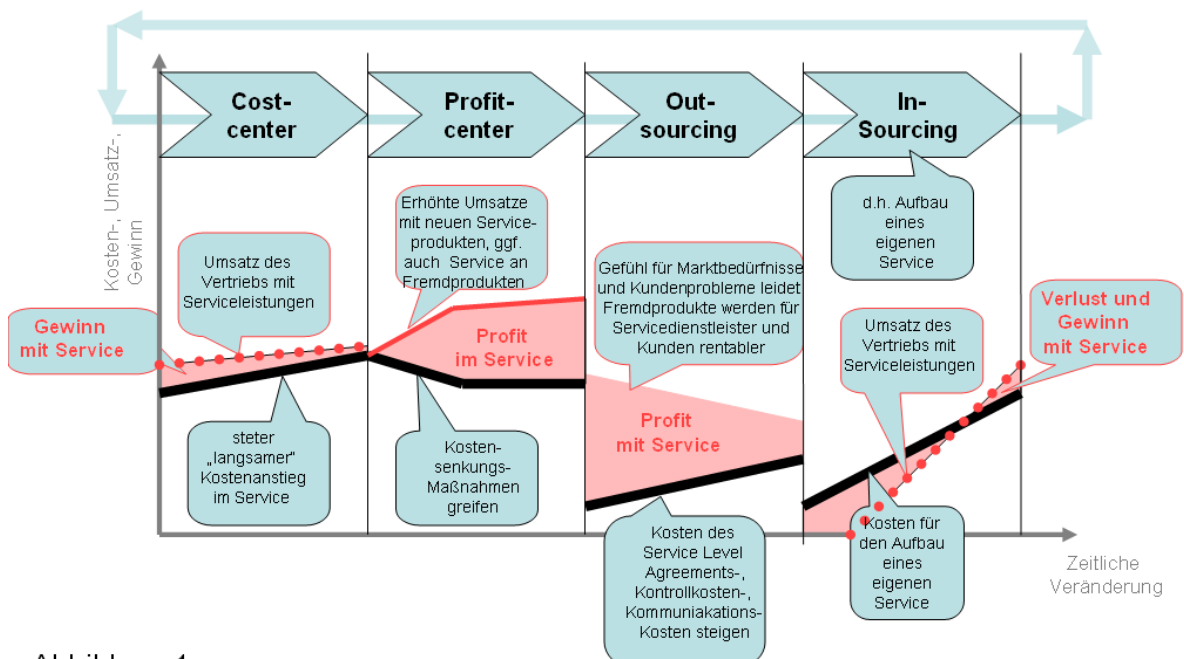 Cost-
center
Profit-
center
Out-
sourcing
In-
Sourcing
Kosten-, Umsatz-,
Gewinn
Gewinn
mit Service
Umsatz des
Vertriebs mit
Serviceleistungen
steter
„langsamer“
Kostenanstieg
im Service
Erhöhte Umsatze
mit neuen Service-
produkten, ggf.
auch Service an
Fremdprodukten
Profit
im Service
Kosten-
senkungs-
Maßnahmen
greifen
Gefühl für Marktbedürfnisse
und Kundenprobleme leidet
Fremdprodukte werden für
Servicedienstleister und
Kunden rentabler
Profit
mit Service
Kosten des
Service Level
Agreements-,
Kontrollkosten-,
Kommuniakations-
Kosten steigen
d.h. Aufbau
eines
eigenen
Service
Umsatz des
Vertriebs mit
Serviceleistungen
Verlust und
Gewinn
mit Service
Kosten für
den Aufbau
eines
eigenen
Service
Zeitliche
Veränderung